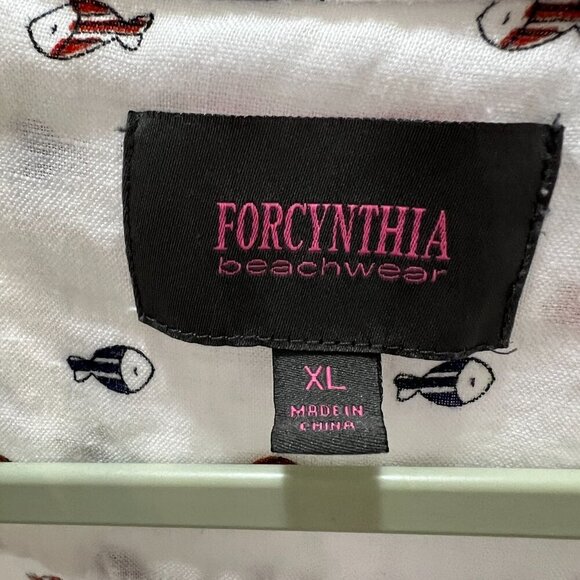 FORCYNTHIA
beachwear
XL
MADE IN
CHINA